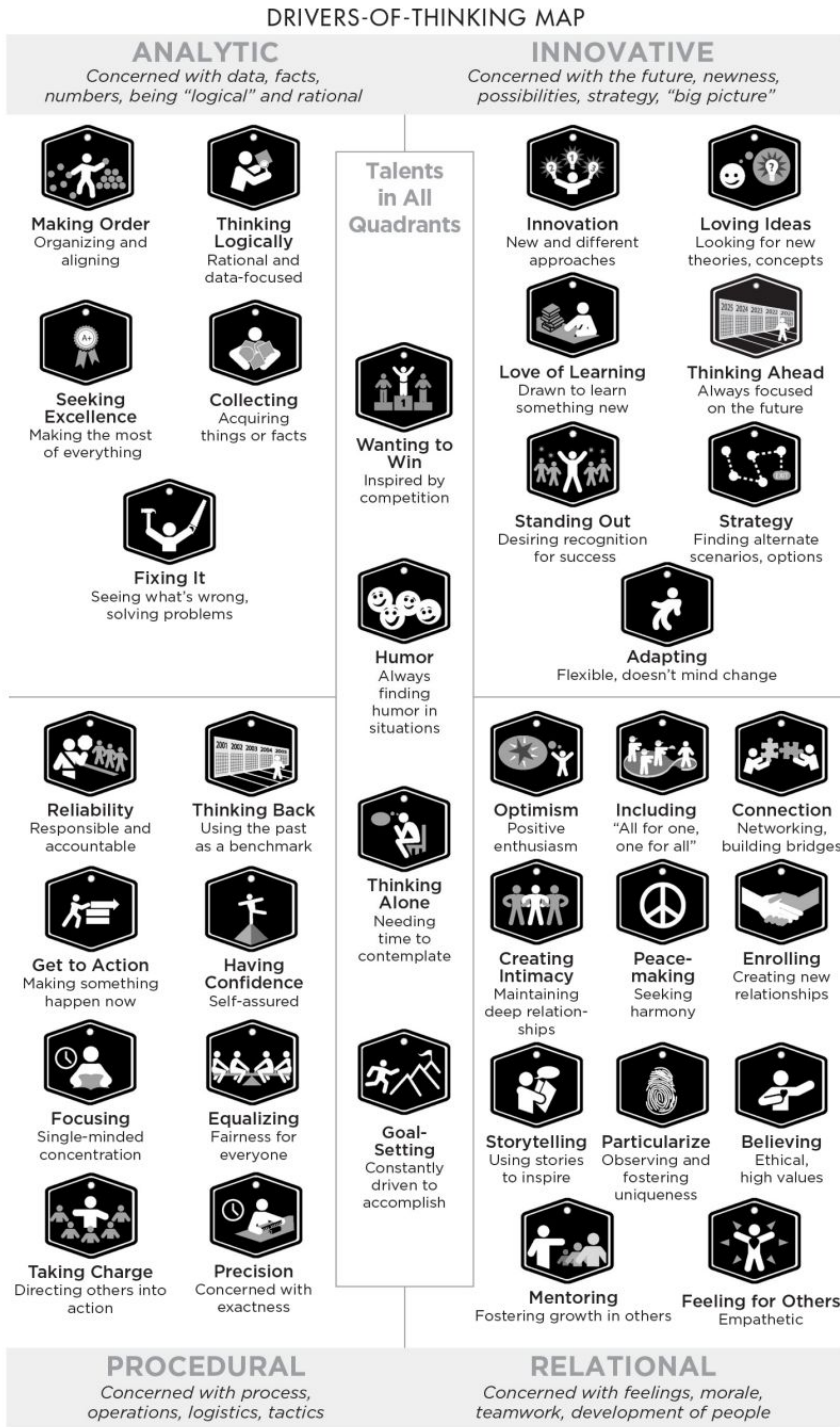 DRIVERS-OF-THINKING MAP
ANALYTIC
Concerned with data, facts,
numbers, being “logical” and rational
INNOVATIVE
Concerned with the future, newness,
possibilities, strategy, “big picture”
Making Order
Organizing and
aligning
Thinking
Logically
Rational and
data-focused
A+
Seeking
Excellence
Making the most
of everything
Collecting
Acquiring
things or facts
Fixing It
Seeing what’s wrong,
solving problems
Talents
in All
Quadrants
1
Wanting to
Win
Inspired by
competition
Humor
Always
finding
humor in
situations
Thinking
Alone
Needing
time to
contemplate
Goal-
Setting
Constantly
driven to
accomplish
? ? ?
Innovation
New and different
approaches
?
Loving Ideas
Looking for new
theories, concepts
Love of Learning
Drawn to learn
something new
2025 2024 2023 2022
Thinking Ahead
Always focused
on the future
Standing Out
Desiring recognition
for success
Strategy
Finding alternate
scenarios, options
Adapting
Flexible, doesn’t mind change
Reliability
Responsible and
accountable
2001 2002 2003 2004 2005
Thinking Back
Using the past
as a benchmark
Get to Action
Making something
happen now
Having
Confidence
Self-assured
Focusing
Single-minded
concentration
Equalizing
Fairness for
everyone
Taking Charge
Directing others into
action
Precision
Concerned with
exactness
Optimism
Positive
enthusiasm
Including
“All for one,
one for all”
Connection
Networking,
building bridges
Creating
Intimacy
Maintaining
deep relation-
ships
Peace-
making
Seeking
harmony
Enrolling
Creating new
relationships
Storytelling
Using stories
to inspire
Particularize
Observing and
fostering
uniqueness
Believing
Ethical,
high values
Mentoring
Fostering growth in others
Feeling for Others
Empathetic
PROCEDURAL
Concerned with process,
operations, logistics, tactics
RELATIONAL
Concerned with feelings, morale,
teamwork, development of people